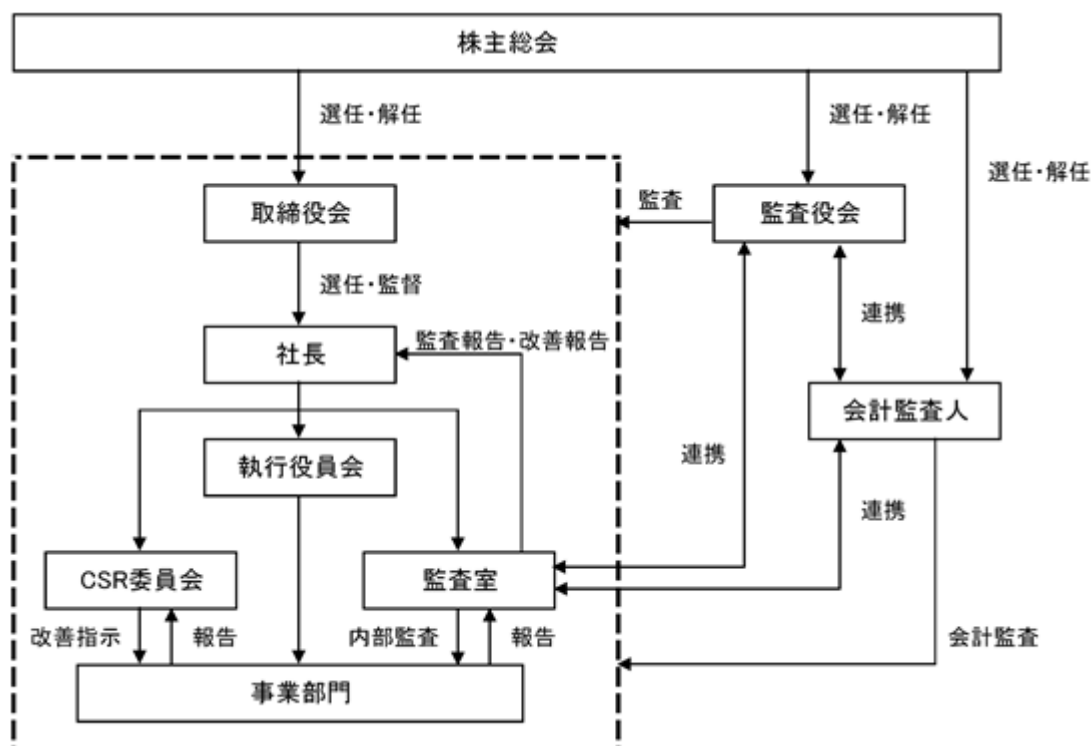 株主総会
選任・解任
選任・解任
選任・解任
取締役会
監査
監査役会
選任・監督
連携
社長
監査報告・改善報告
会計監査人
執行役員会
連携
連携
CSR委員会
監査室
改善指示
報告
内部監査
報告
会計監査
事業部門